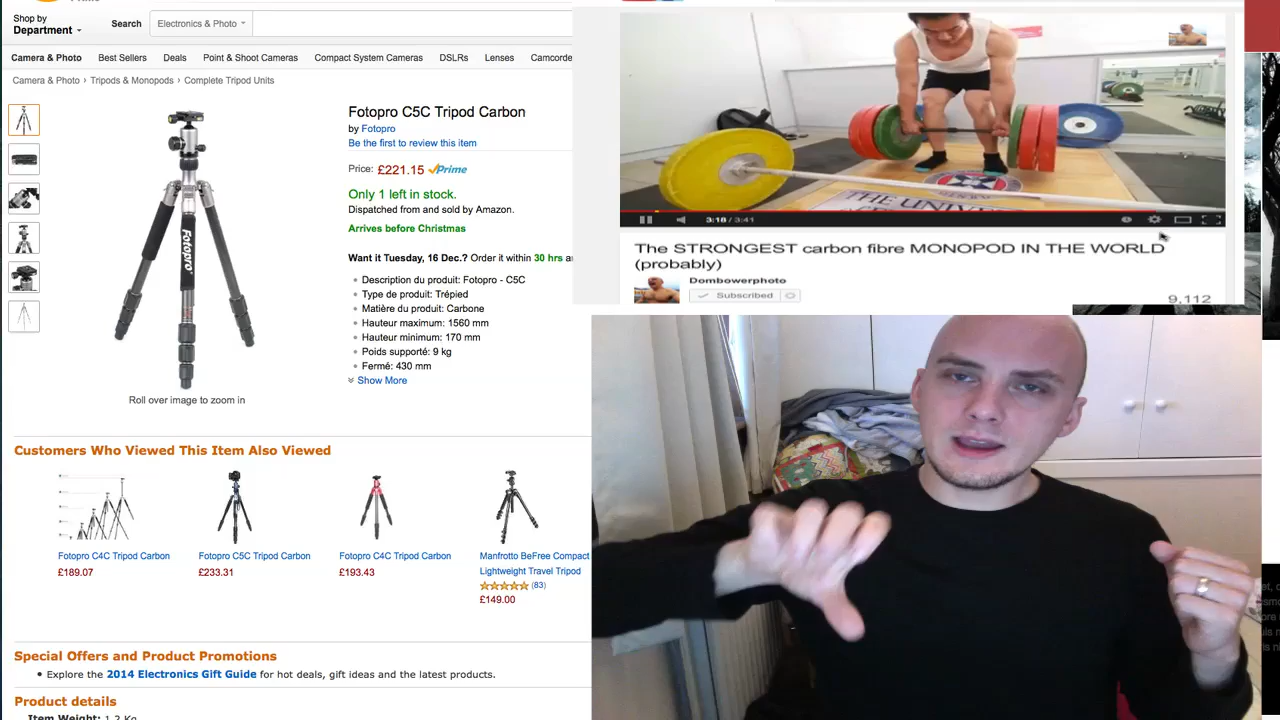 Shop by
Department
Search
Electronics & Photo
Camera & Photo
Best Sellers
Deals
Point & Shoot Cameras
Compact System Cameras
DSLRs
Lenses
Camcorde
Camera & Photo › Tripods & Monopods › Complete Tripod Units
Fotopro C5C Tripod Carbon
by Fotopro
Be the first to review this item
Price: £221.15 Prime
Only 1 left in stock.
Dispatched from and sold by Amazon.
Arrives before Christmas
Want it Tuesday, 16 Dec.? Order it within 30 hrs
Description du produit: Fotopro - C5C
Type de produit: Trépied
Matière du produit: Carbone
Hauteur maximum: 1560 mm
Hauteur minimum: 170 mm
Poids supporté: 9 kg
Fermé: 430 mm
Show More
Fotopro
Roll over image to zoom in
Customers Who Viewed This Item Also Viewed
Fotopro C4C Tripod Carbon
£189.07
Fotopro C5C Tripod Carbon
£233.31
Fotopro C4C Tripod Carbon
£193.43
Manfrotto BeFree Compact
Lightweight Travel Tripod
(83)
£149.00
Special Offers and Product Promotions
Explore the 2014 Electronics Gift Guide for hot deals, gift ideas and the latest products.
Product details
Item Weight: 1.2 Kg
THE UNIVER
3:18 / 3:41
The STRONGEST carbon fibre MONOPOD IN THE WORLD
(probably)
Dombowerphoto
Subscribed
9,112